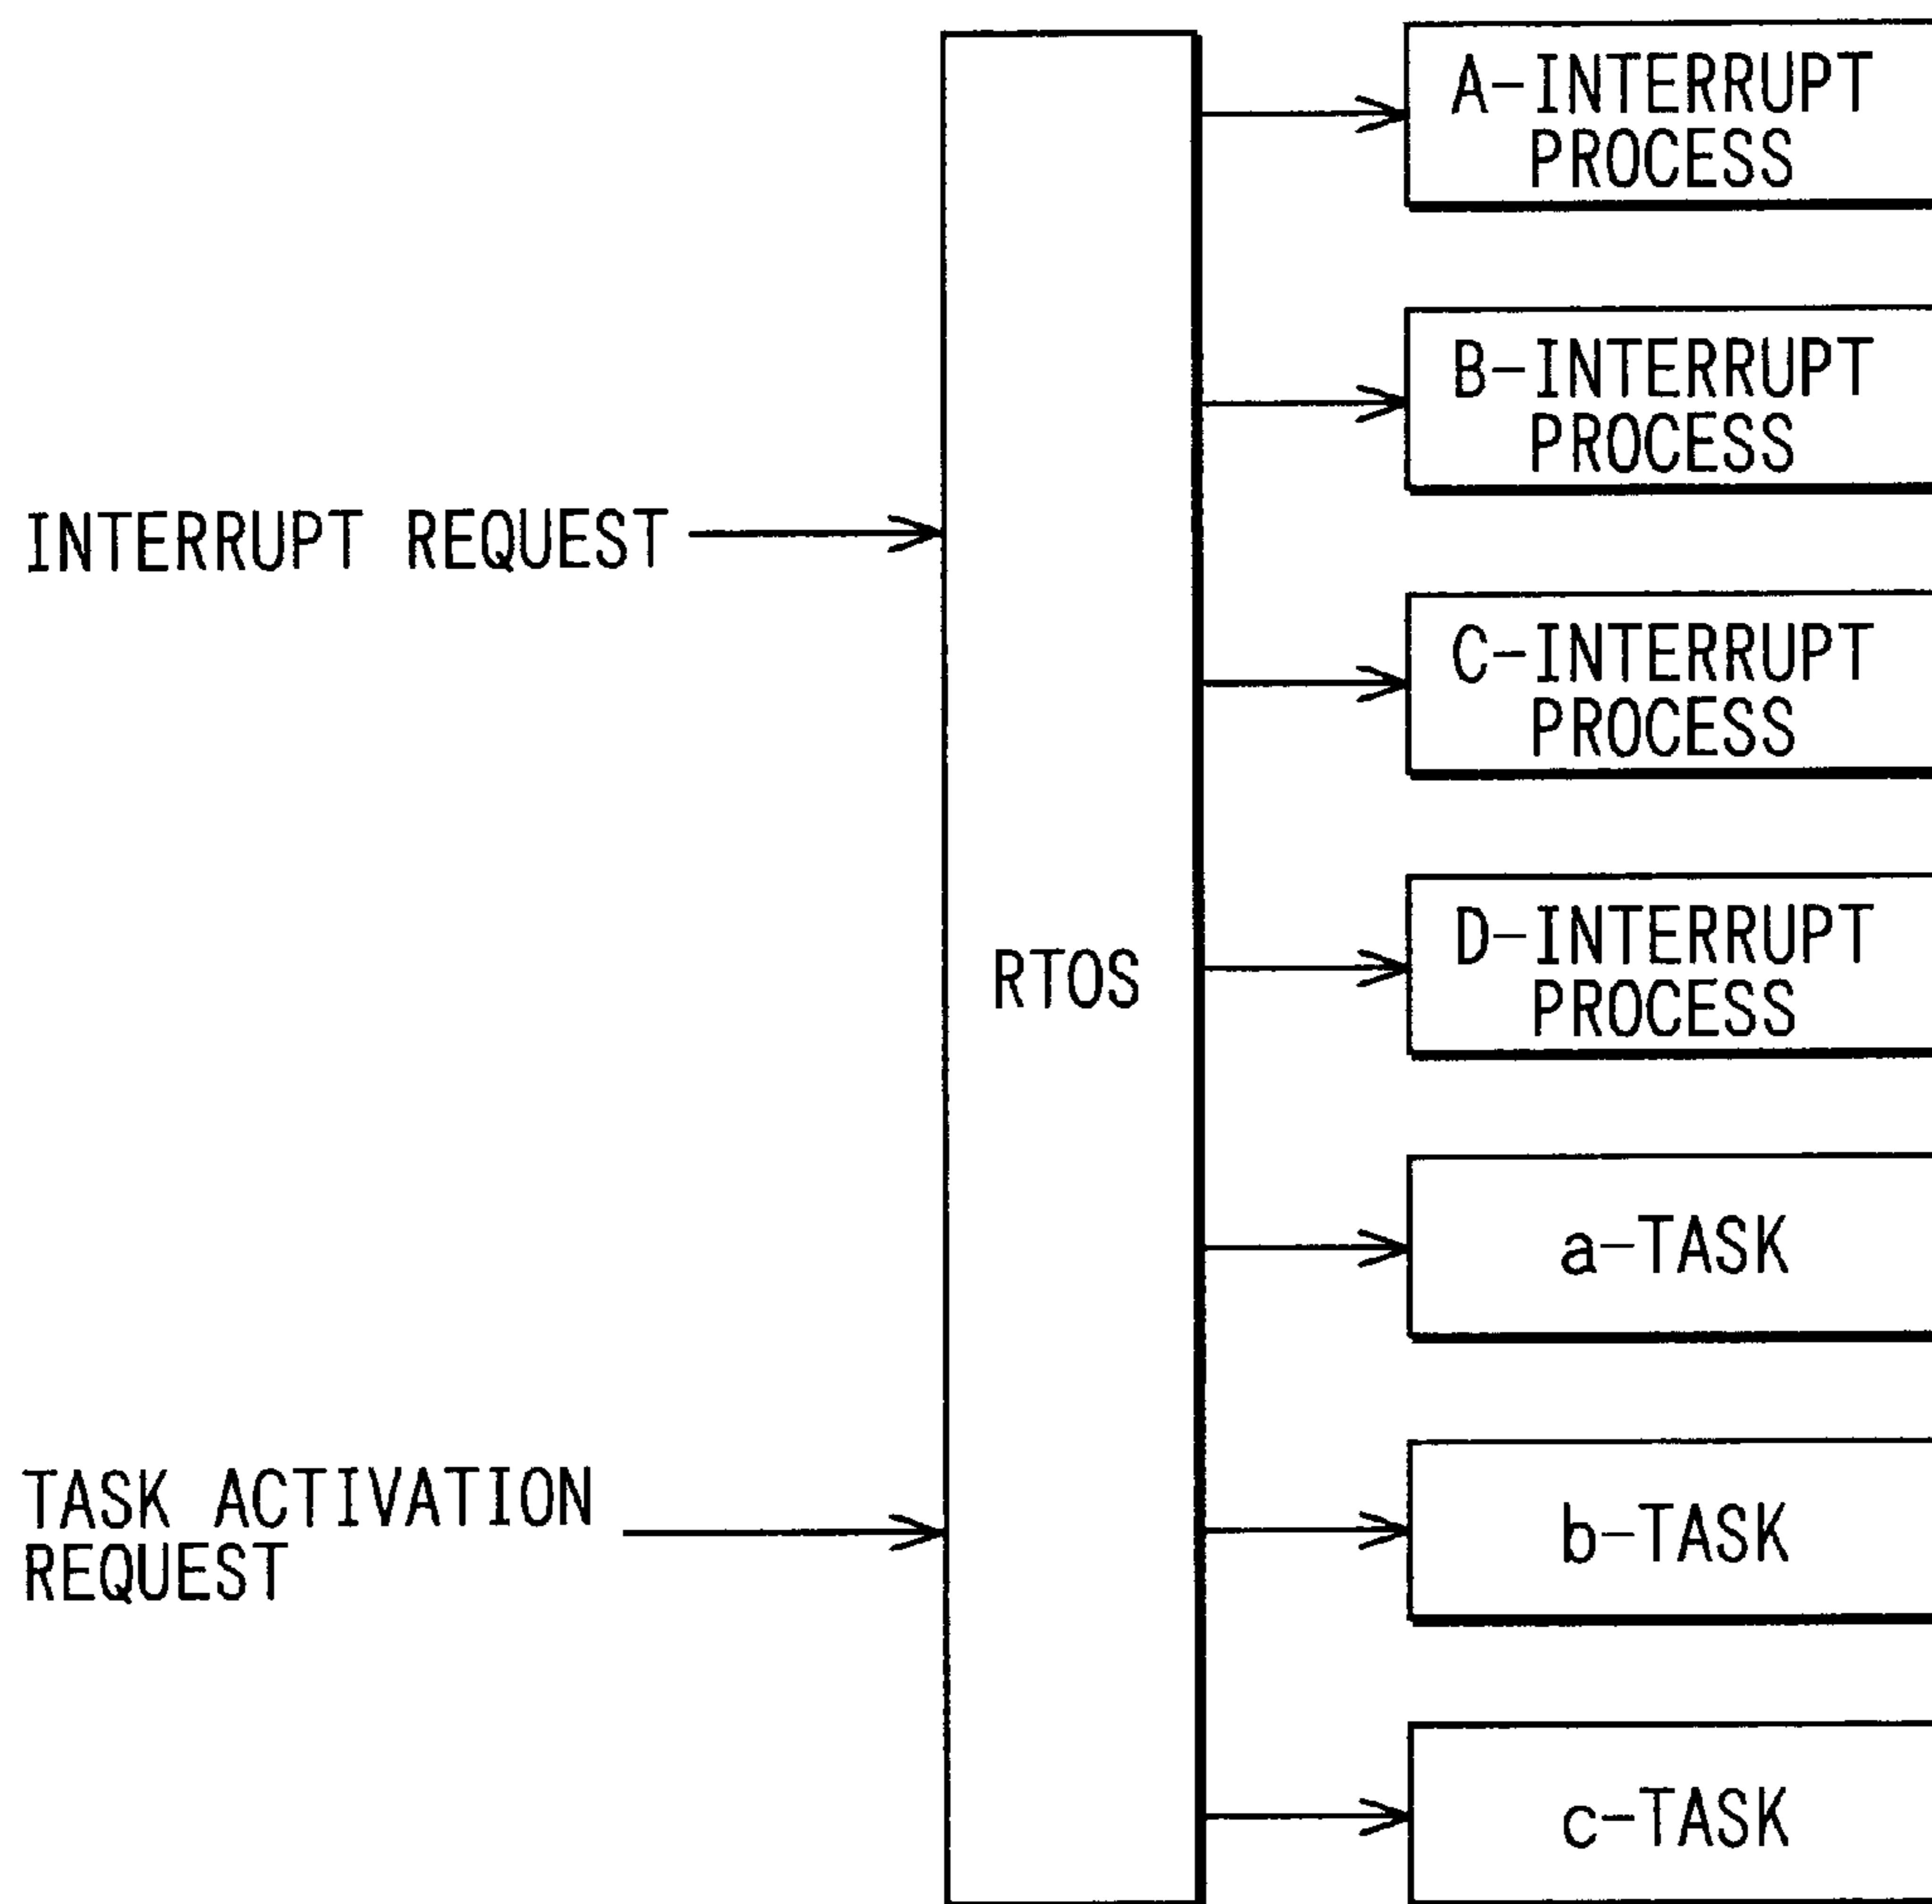 A-INTERRUPT
PROCESS
B-INTERRUPT
PROCESS
INTERRUPT REQUEST
C-INTERRUPT
PROCESS
D-INTERRUPT
PROCESS
RTOS
a-TASK
TASK ACTIVATION
REQUEST
b-TASK
c-TASK